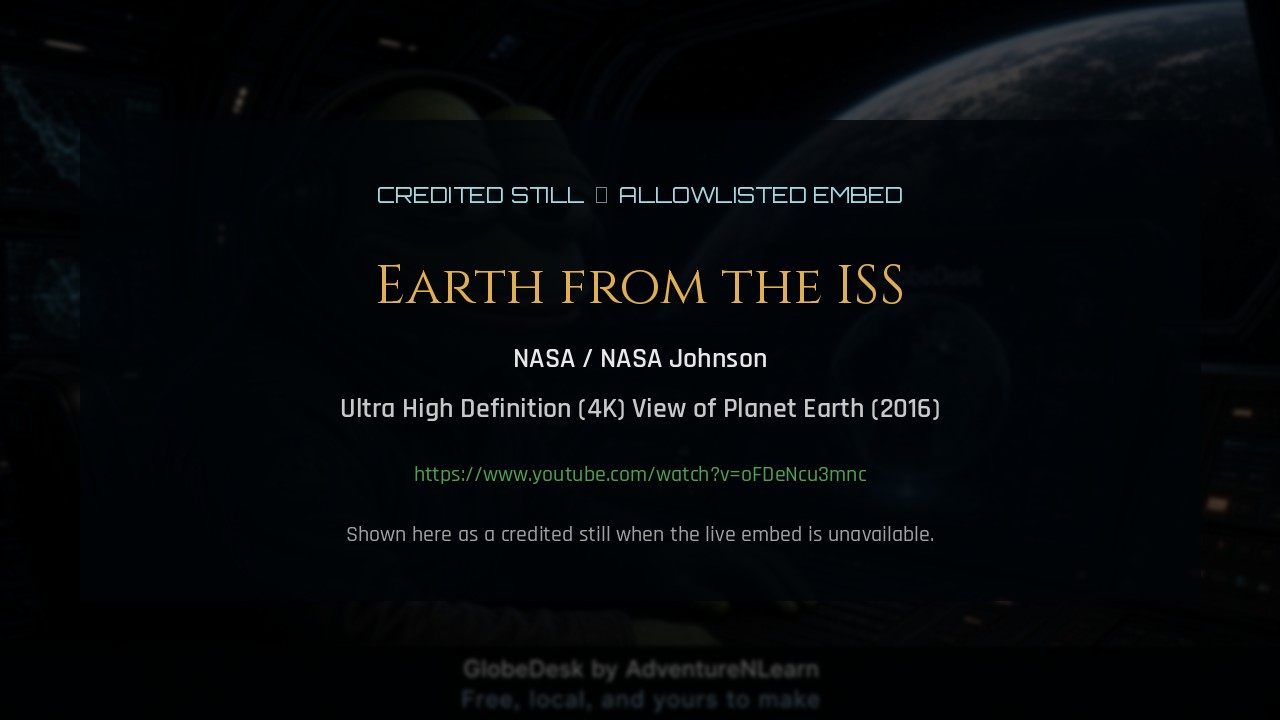 CREDITED STILL ▯ ALLOWLISTED EMBED
EARTH FROM THE ISS
NASA / NASA Johnson
Ultra High Definition (4K) View of Planet Earth (2016)
https://www.youtube.com/watch?v=oFDeNcu3mnc
Shown here as a credited still when the live embed is unavailable.
GlobeDesk by AdventureNLearn
Free, local, and yours to make